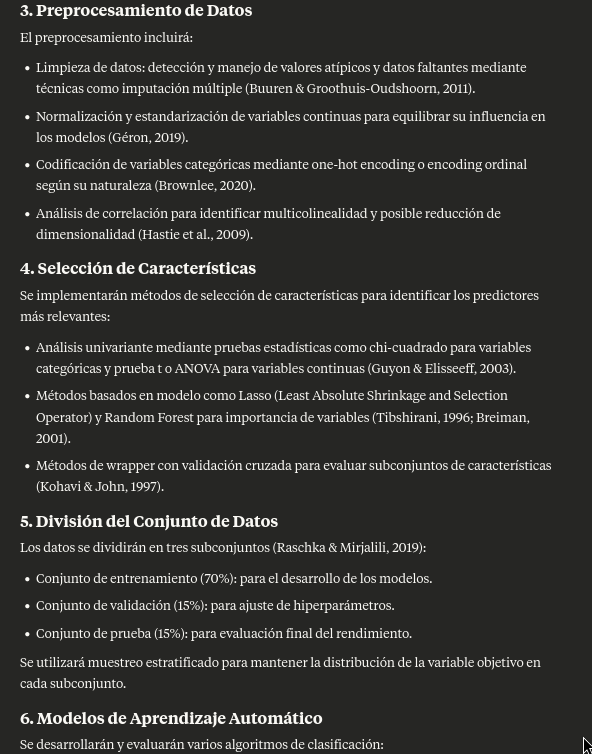 3. Preprocesamiento de Datos
El preprocesamiento incluirá:
• Limpieza de datos: detección y manejo de valores atípicos y datos faltantes mediante
técnicas como imputación múltiple (Buuren & Groothuis-Oudshoorn, 2011).
• Normalización y estandarización de variables continuas para equilibrar su influencia en
los modelos (Géron, 2019).
• Codificación de variables categóricas mediante one-hot encoding o encoding ordinal
según su naturaleza (Brownlee, 2020).
• Análisis de correlación para identificar multicolinealidad y posible reducción de
dimensionalidad (Hastie et al., 2009).
4. Selección de Características
Se implementarán métodos de selección de características para identificar los predictores
más relevantes:
• Análisis univariante mediante pruebas estadísticas como chi-cuadrado para variables
categóricas y prueba t o ANOVA para variables continuas (Guyon & Elisseeff, 2003).
• Métodos basados en modelo como Lasso (Least Absolute Shrinkage and Selection
Operator) y Random Forest para importancia de variables (Tibshirani, 1996; Breiman,
2001).
• Métodos de wrapper con validación cruzada para evaluar subconjuntos de características
(Kohavi & John, 1997).
5. División del Conjunto de Datos
Los datos se dividirán en tres subconjuntos (Raschka & Mirjalili, 2019):
• Conjunto de entrenamiento (70%): para el desarrollo de los modelos.
• Conjunto de validación (15%): para ajuste de hiperparámetros.
• Conjunto de prueba (15%): para evaluación final del rendimiento.
Se utilizará muestreo estratificado para mantener la distribución de la variable objetivo en
cada subconjunto.
6. Modelos de Aprendizaje Automático
Se desarrollarán y evaluarán varios algoritmos de clasificación: